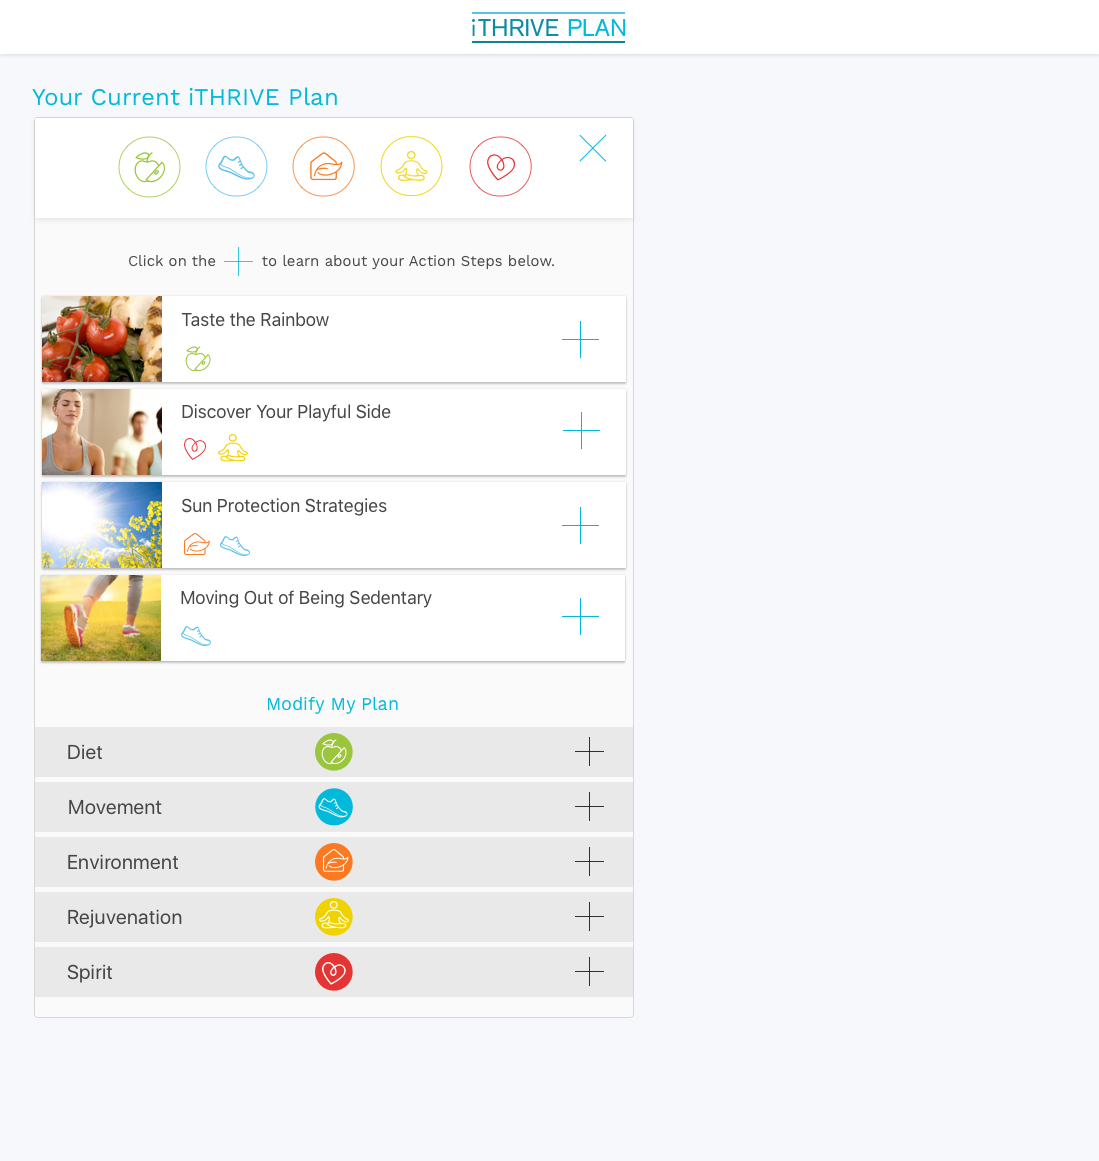 iTHRIVE PLAN
Your Current iTHRIVE Plan
Click on the to learn about your Action Steps below.
Taste the Rainbow
Discover Your Playful Side
Sun Protection Strategies
Moving Out of Being Sedentary
Modify My Plan
Diet
Movement
Environment
Rejuvenation
Spirit